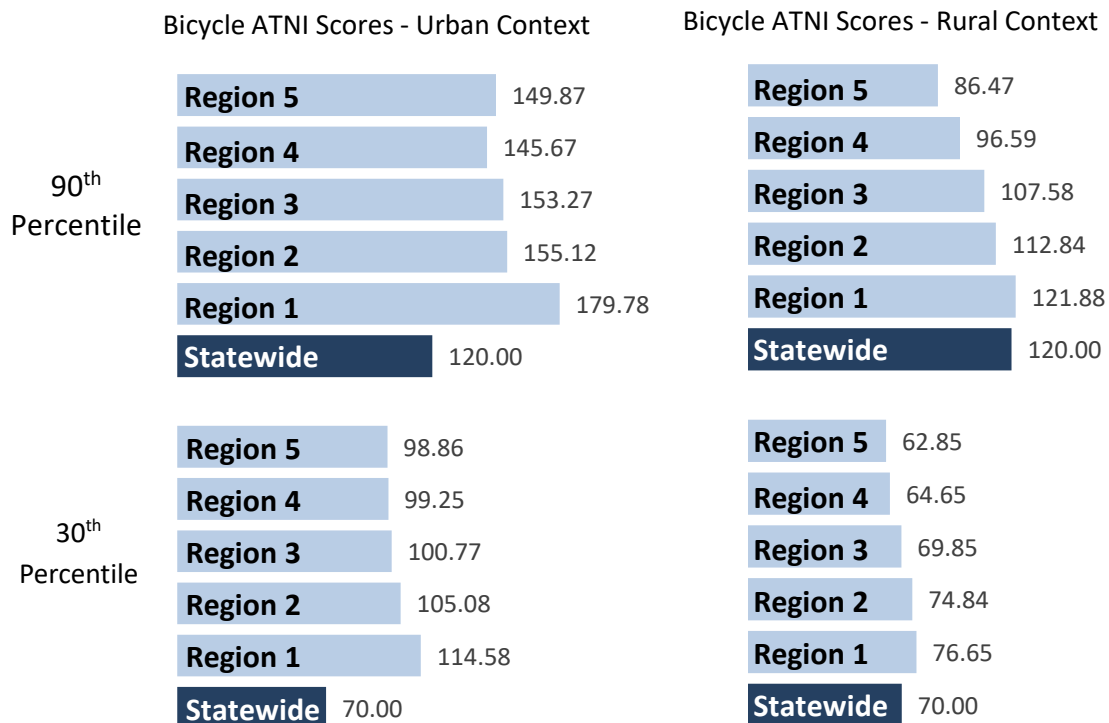 Bicycle ATNI Scores - Urban Context
90th
Percentile
Region 5 149.87
Region 4 145.67
Region 3 153.27
Region 2 155.12
Region 1 179.78
Statewide 120.00
30th
Percentile
Region 5 98.86
Region 4 99.25
Region 3 100.77
Region 2 105.08
Region 1 114.58
Statewide 70.00
Bicycle ATNI Scores - Rural Context
Region 5 86.47
Region 4 96.59
Region 3 107.58
Region 2 112.84
Region 1 121.88
Statewide 120.00
Region 5 62.85
Region 4 64.65
Region 3 69.85
Region 2 74.84
Region 1 76.65
Statewide 70.00